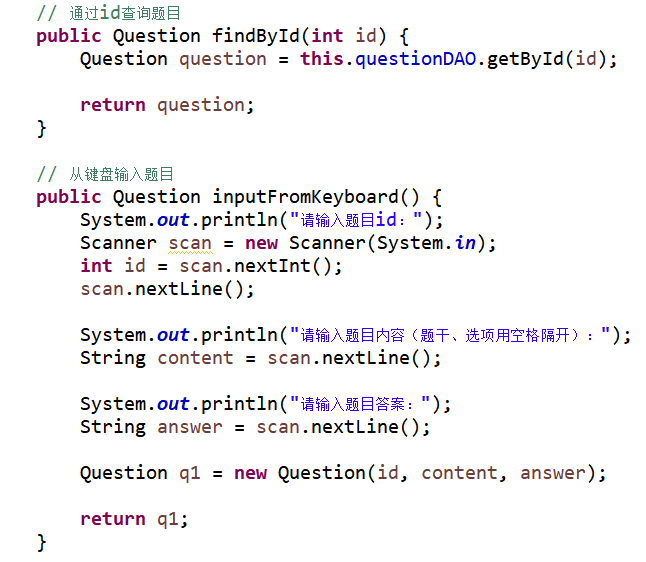 // 通过id查询题目
public Question findById(int id) {
Question question = this.questionDAO.getById(id);
return question;
}
// 从键盘输入题目
public Question inputFromKeyboard() {
System.out.println("请输入题目id：");
Scanner scan = new Scanner(System.in);
int id = scan.nextInt();
scan.nextLine();
System.out.println("请输入题目内容（题干、选项用空格隔开）：");
String content = scan.nextLine();
System.out.println("请输入题目答案：");
String answer = scan.nextLine();
Question q1 = new Question(id, content, answer);
return q1;
}